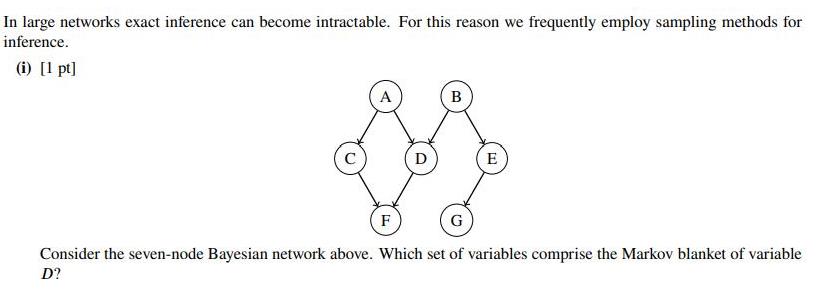 In large networks exact inference can become intractable. For this reason we frequently employ sampling methods for
inference.
(i) [1 pt]
A B
C D E
F G
Consider the seven-node Bayesian network above. Which set of variables comprise the Markov blanket of variable
D?